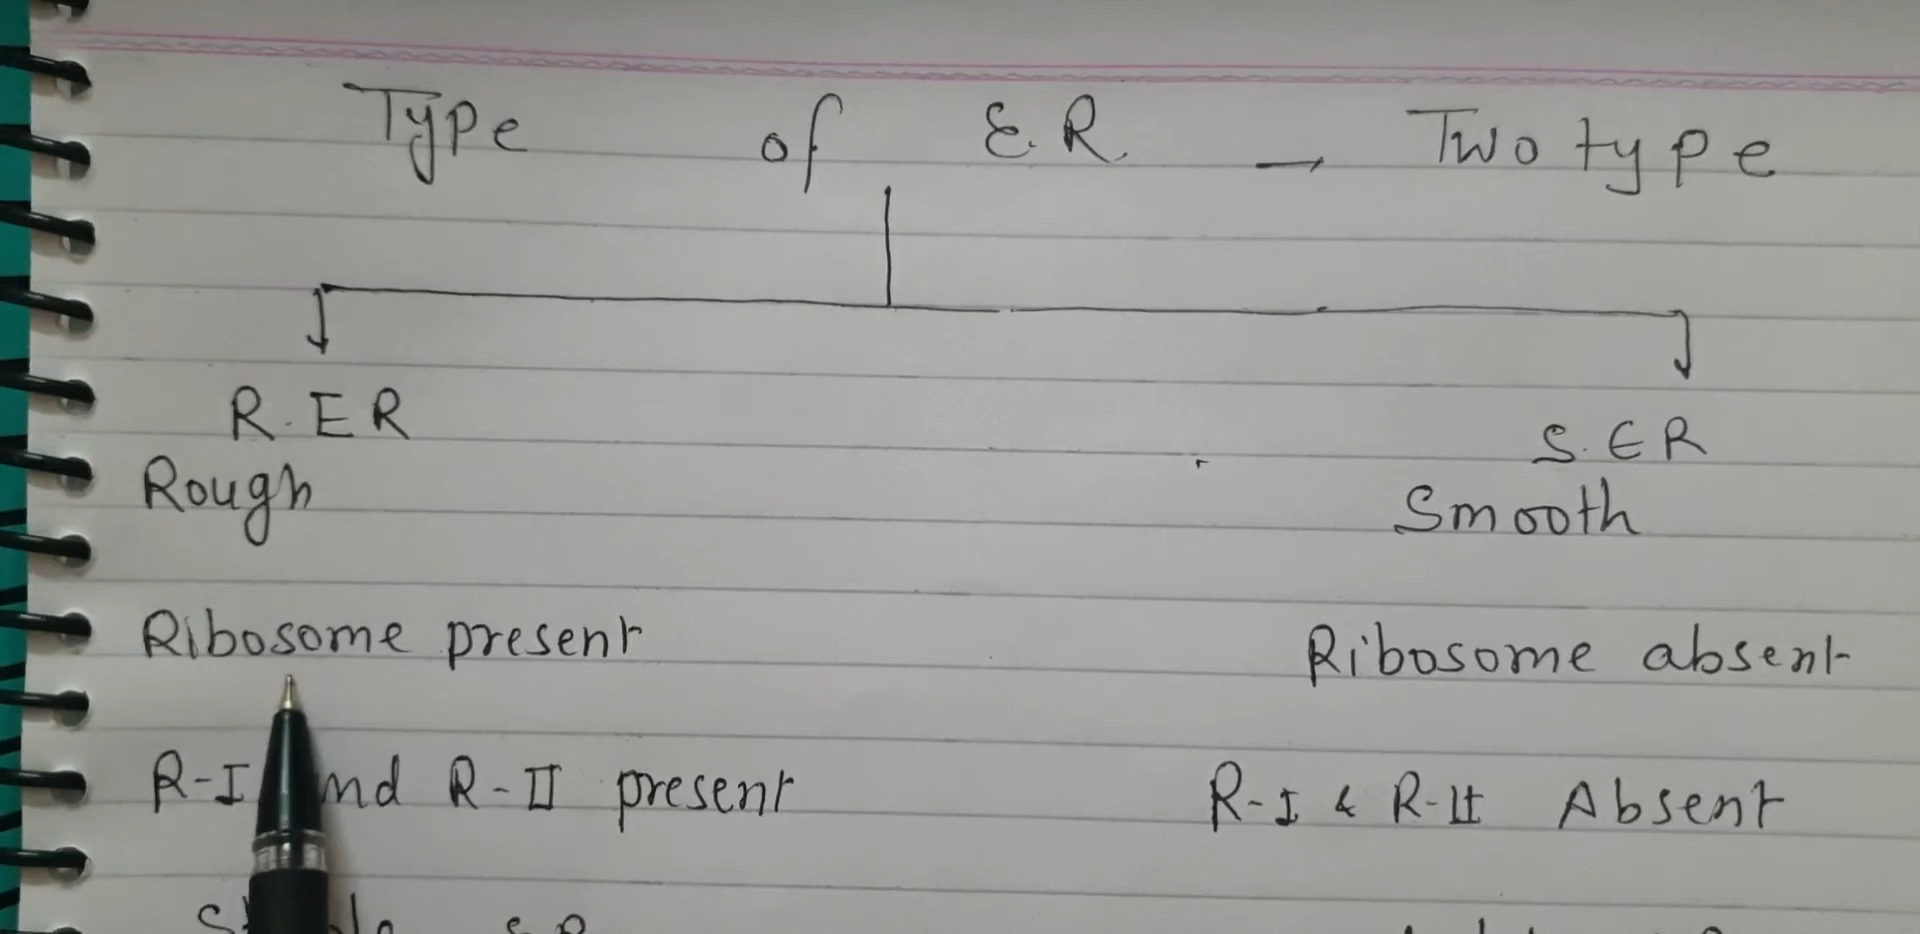 Type of E.R. → Two type
R.ER
S.ER
Rough
Smooth
Ribosome present
Ribosome absent
R-I and R-II present
R-I & R-II Absent